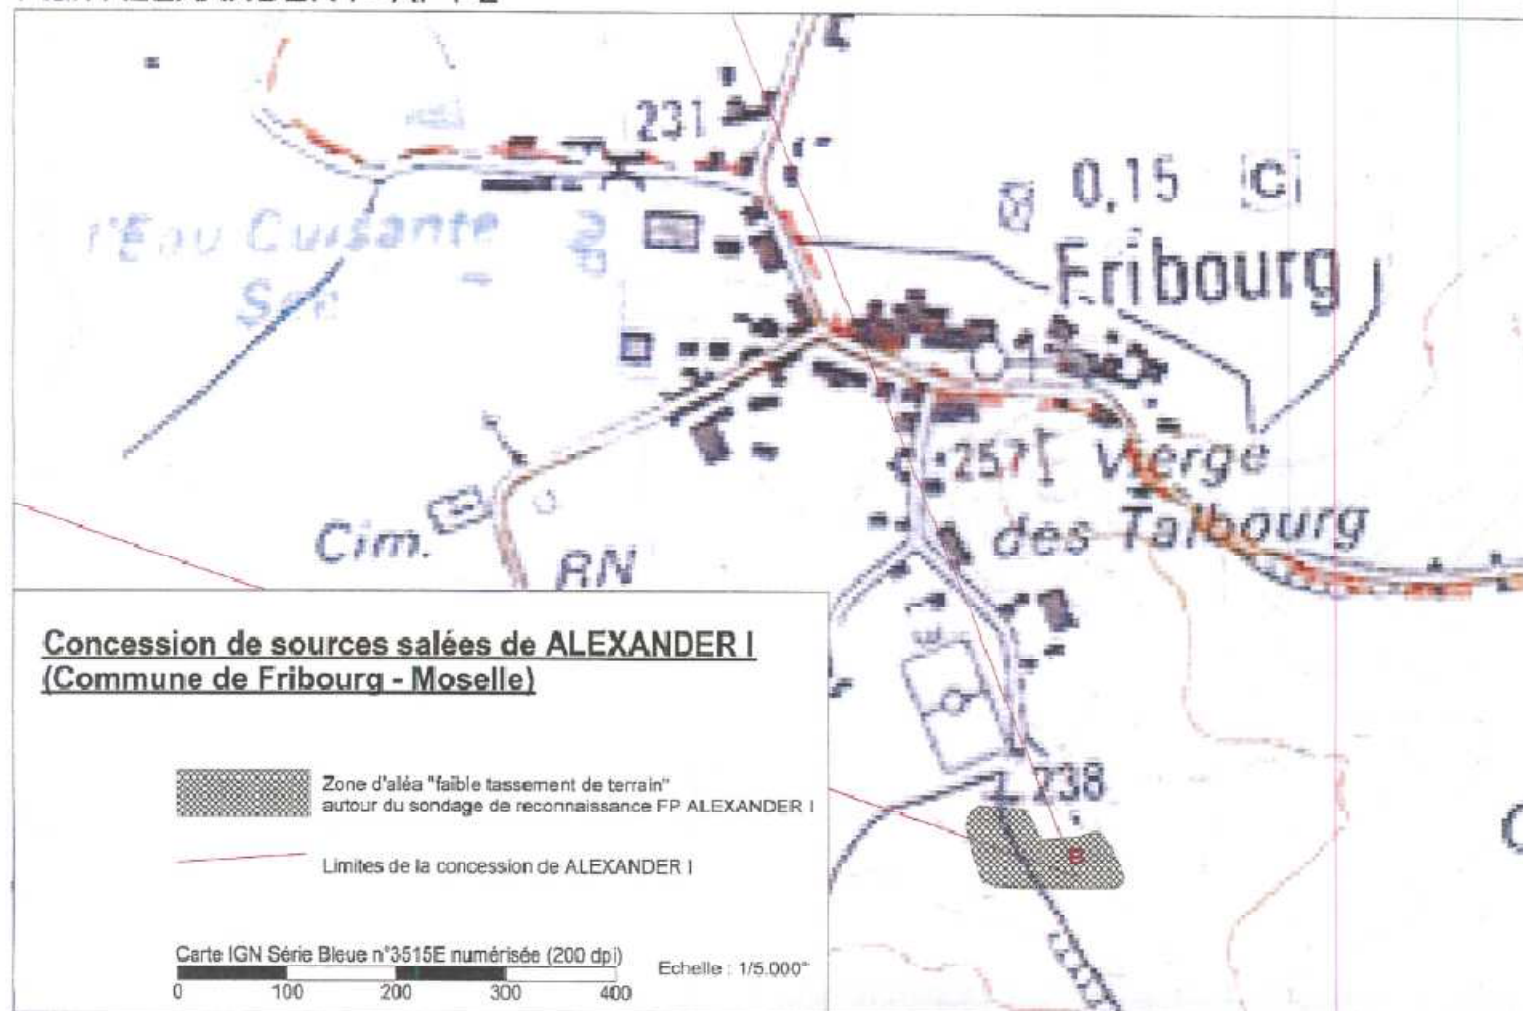 231
0,15 C
l'Eau Cuisante
Fribourg
257 Vierge
des Talbourg
Cim.
RN
238
Concession de sources salées de ALEXANDER I
(Commune de Fribourg - Moselle)
Zone d'aléa "faible tassement de terrain"
autour du sondage de reconnaissance FP ALEXANDER I
Limites de la concession de ALEXANDER I
Carte IGN Série Bleue n°3515E numérisée (200 dpi)
Echelle : 1/5.000°
0 100 200 300 400